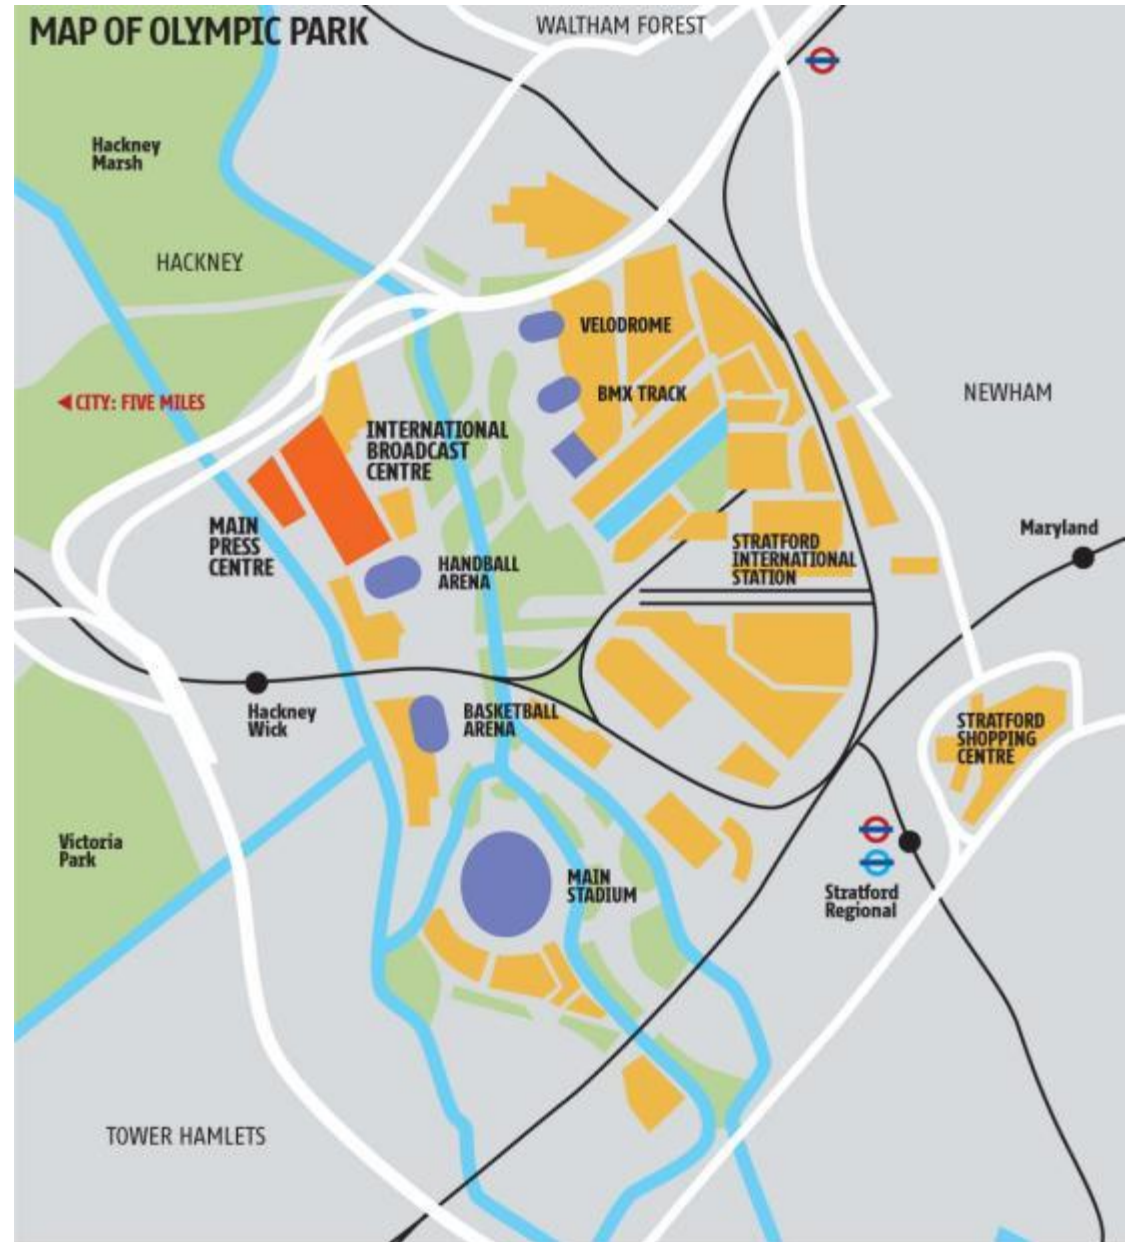 MAP OF OLYMPIC PARK
WALTHAM FOREST
Hackney
Marsh
HACKNEY
VELODROME
CITY: FIVE MILES
BMX TRACK
NEWHAM
INTERNATIONAL
BROADCAST
CENTRE
MAIN
PRESS
CENTRE
Maryland
STRATFORD
INTERNATIONAL
STATION
HANDBALL
ARENA
Hackney
Wick
BASKETBALL
ARENA
STRATFORD
SHOPPING
CENTRE
Victoria
Park
MAIN
STADIUM
Stratford
Regional
TOWER HAMLETS